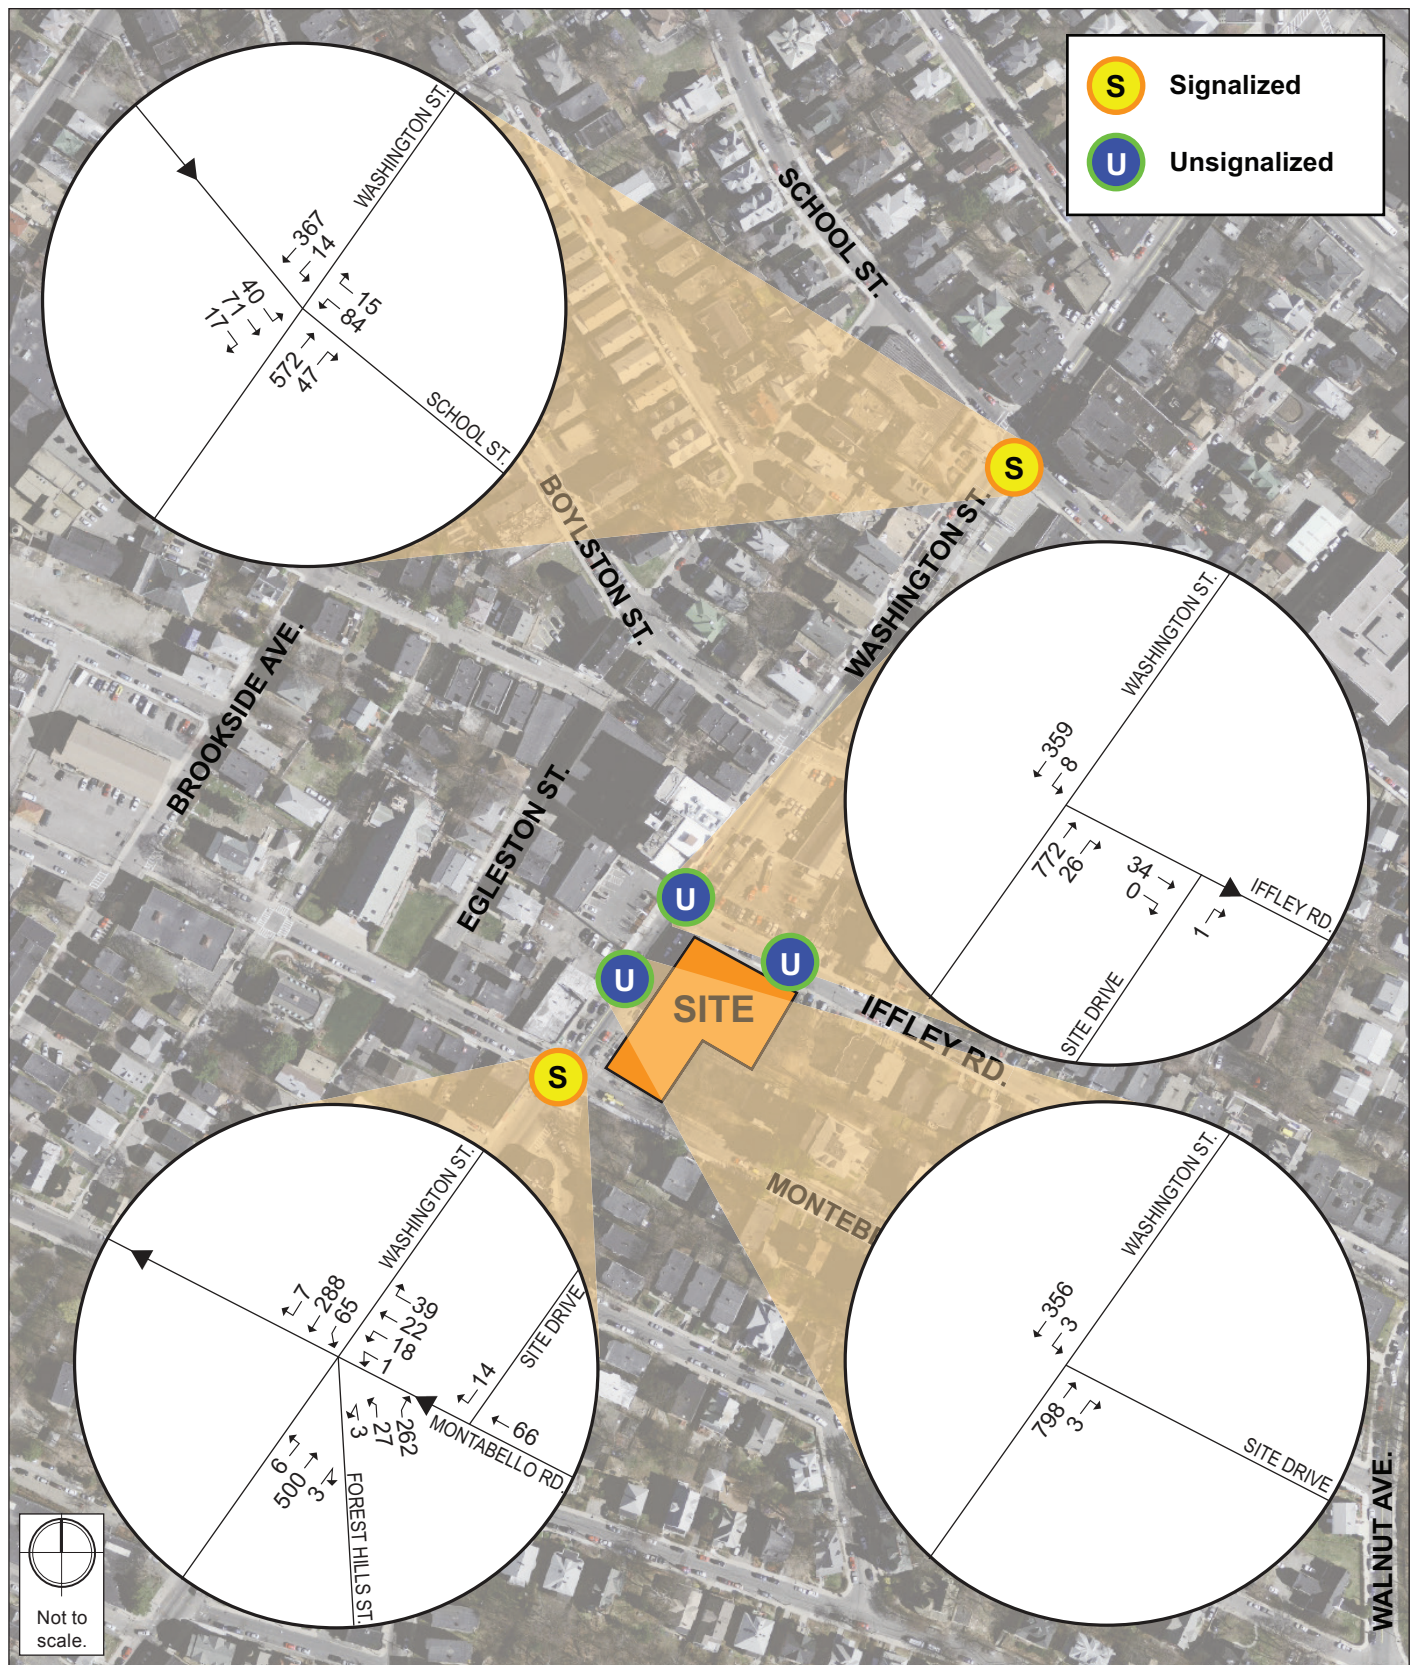 S Signalized
U Unsignalized
WASHINGTON ST.
367
14
40
71
17
15
84
572
47
SCHOOL ST.
SCHOOL ST.
S
BOYLSTON ST.
WASHINGTON ST.
BROOKSIDE AVE.
EGLESTON ST.
WASHINGTON ST.
359
8
772
26
34
0
1
IFFLEY RD.
SITE DRIVE
U
U
U
SITE
IFFLEY RD.
S
MONTEB
WASHINGTON ST.
7
288
65
39
22
18
1
14
SITE DRIVE
66
3
27
262
MONTABELLO RD.
6
500
3
FOREST HILLS ST.
WASHINGTON ST.
356
3
798
3
SITE DRIVE
WALNUT AVE.
Not to
scale.